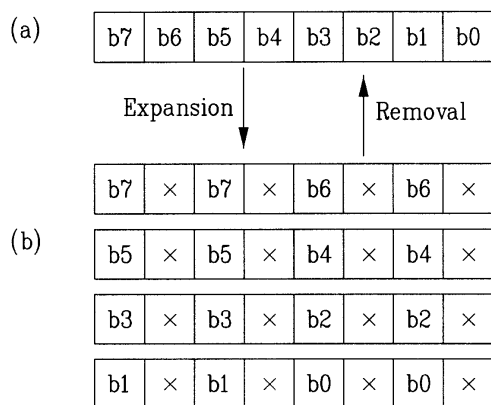 (a) b7 b6 b5 b4 b3 b2 b1 b0
Expansion Removal
b7 × b7 × b6 × b6 ×
(b) b5 × b5 × b4 × b4 ×
b3 × b3 × b2 × b2 ×
b1 × b1 × b0 × b0 ×